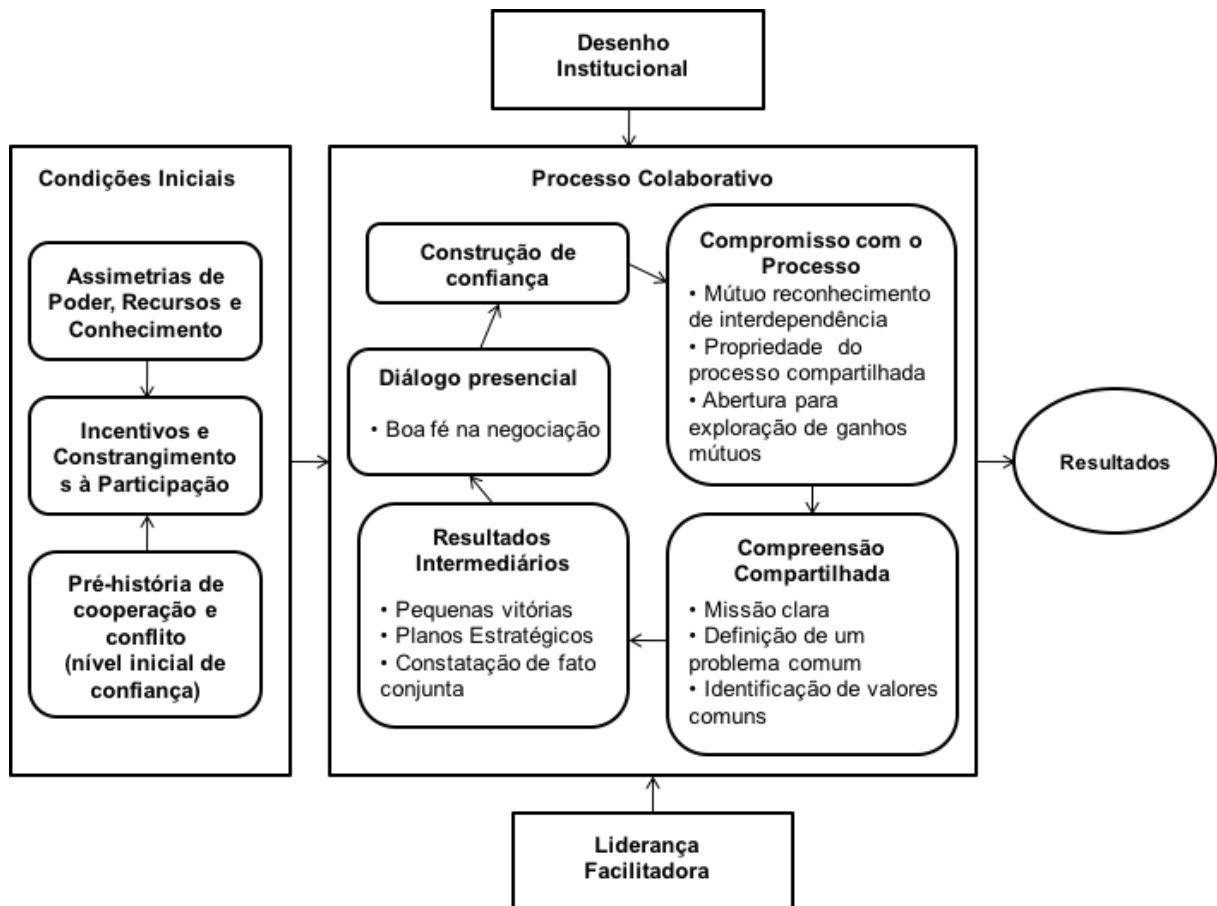 Desenho
Institucional
Condições Iniciais
Assimetrias de
Poder, Recursos e
Conhecimento
Incentivos e
Constrangimento
s à Participação
Pré-história de
cooperação e
conflito
(nível inicial de
confiança)
Processo Colaborativo
Construção de
confiança
Compromisso com o
Processo
• Mútuo reconhecimento
de interdependência
• Propriedade do
processo compartilhada
• Abertura para
exploração de ganhos
mútuos
Diálogo presencial
• Boa fé na negociação
Resultados
Intermediários
• Pequenas vitórias
• Planos Estratégicos
• Constatação de fato
conjunta
Compreensão
Compartilhada
• Missão clara
• Definição de um
problema comum
• Identificação de valores
comuns
Resultados
Liderança
Facilitadora